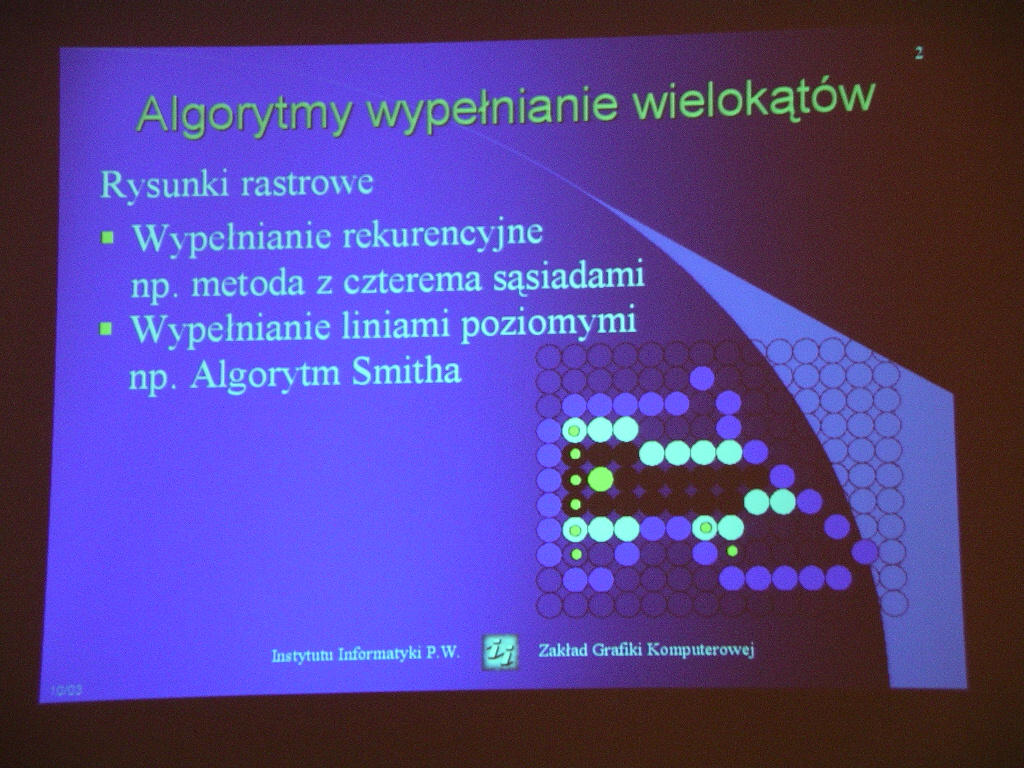 2
Algorytmy wypełnianie wielokątów
Rysunki rastrowe
Wypełnianie rekurencyjne
np. metoda z czterema sąsiadami
Wypełnianie liniami poziomymi
np. Algorytm Smitha
Instytutu Informatyki P.W.
ii
Zakład Grafiki Komputerowej
10/03